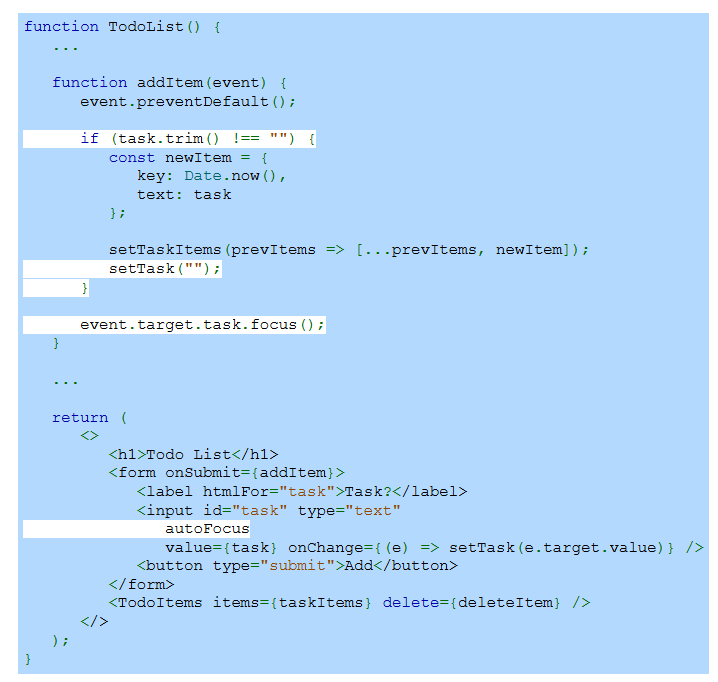 function TodoList() {
   ...

   function addItem(event) {
      event.preventDefault();

      if (task.trim() !== "") {
         const newItem = {
            key: Date.now(),
            text: task
         };

         setTaskItems(prevItems => [...prevItems, newItem]);
         setTask("");
      }

      event.target.task.focus();
   }

   ...

   return (
      <>
         <h1>Todo List</h1>
         <form onSubmit={addItem}>
            <label htmlFor="task">Task?</label>
            <input id="task" type="text"
               autoFocus
               value={task} onChange={(e) => setTask(e.target.value)} />
            <button type="submit">Add</button>
         </form>
         <TodoItems items={taskItems} delete={deleteItem} />
      </>
   );
}